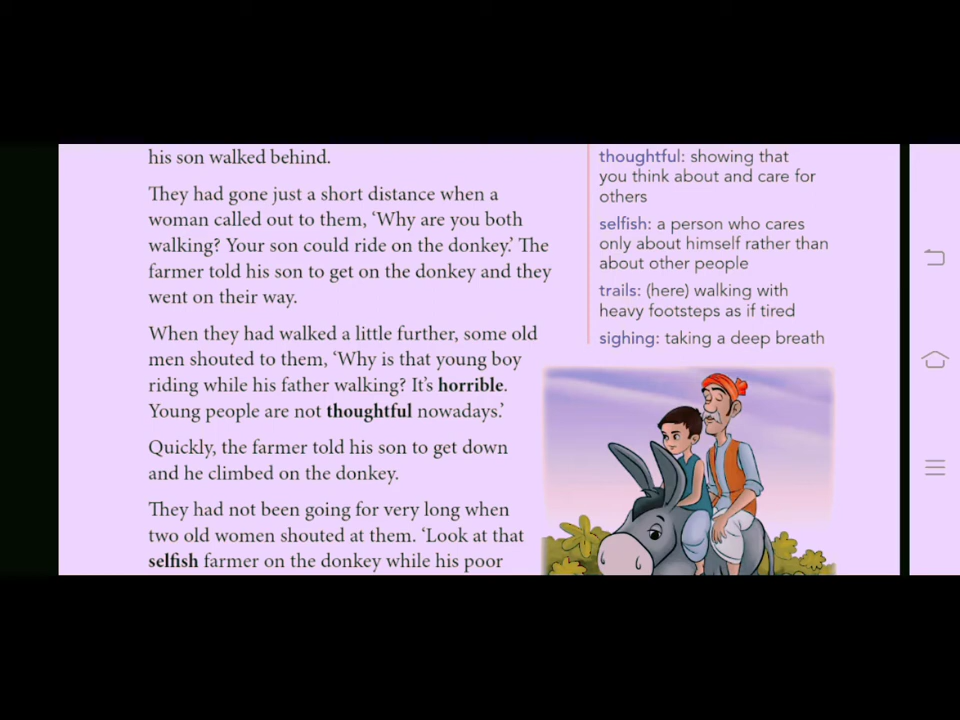 his son walked behind.
They had gone just a short distance when a
woman called out to them, ‘Why are you both
walking? Your son could ride on the donkey.’ The
farmer told his son to get on the donkey and they
went on their way.
When they had walked a little further, some old
men shouted to them, ‘Why is that young boy
riding while his father walking? It’s horrible.
Young people are not thoughtful nowadays.’
Quickly, the farmer told his son to get down
and he climbed on the donkey.
They had not been going for very long when
two old women shouted at them. ‘Look at that
selfish farmer on the donkey while his poor
thoughtful: showing that
you think about and care for
others
selfish: a person who cares
only about himself rather than
about other people
trails: (here) walking with
heavy footsteps as if tired
sighing: taking a deep breath